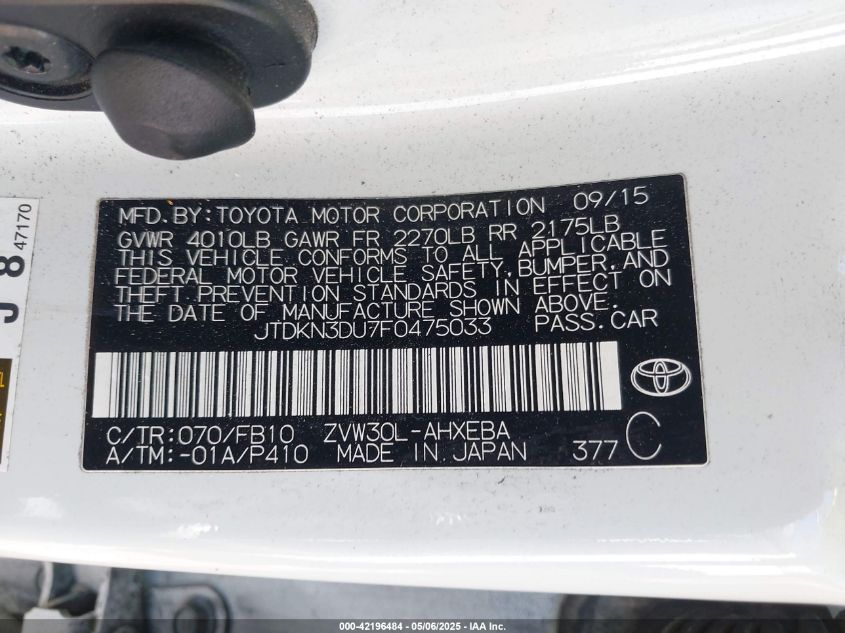 MFD. BY: TOYOTA MOTOR CORPORATION 09/15
GVWR 4010LB GAWR FR 2270LB RR 2175LB
THIS VEHICLE CONFORMS TO ALL APPLICABLE
FEDERAL MOTOR VEHICLE SAFETY, BUMPER, AND
THEFT PREVENTION STANDARDS IN EFFECT ON
THE DATE OF MANUFACTURE SHOWN ABOVE.
JTDKN3DU7F0475033 PASS. CAR
C/TR: 070/FB10 ZVW30L-AHXEBA
A/TM: -01A/P410 MADE IN JAPAN 377 C
J 8 47170
000-42196484 - 05/06/2025 - IAA Inc.